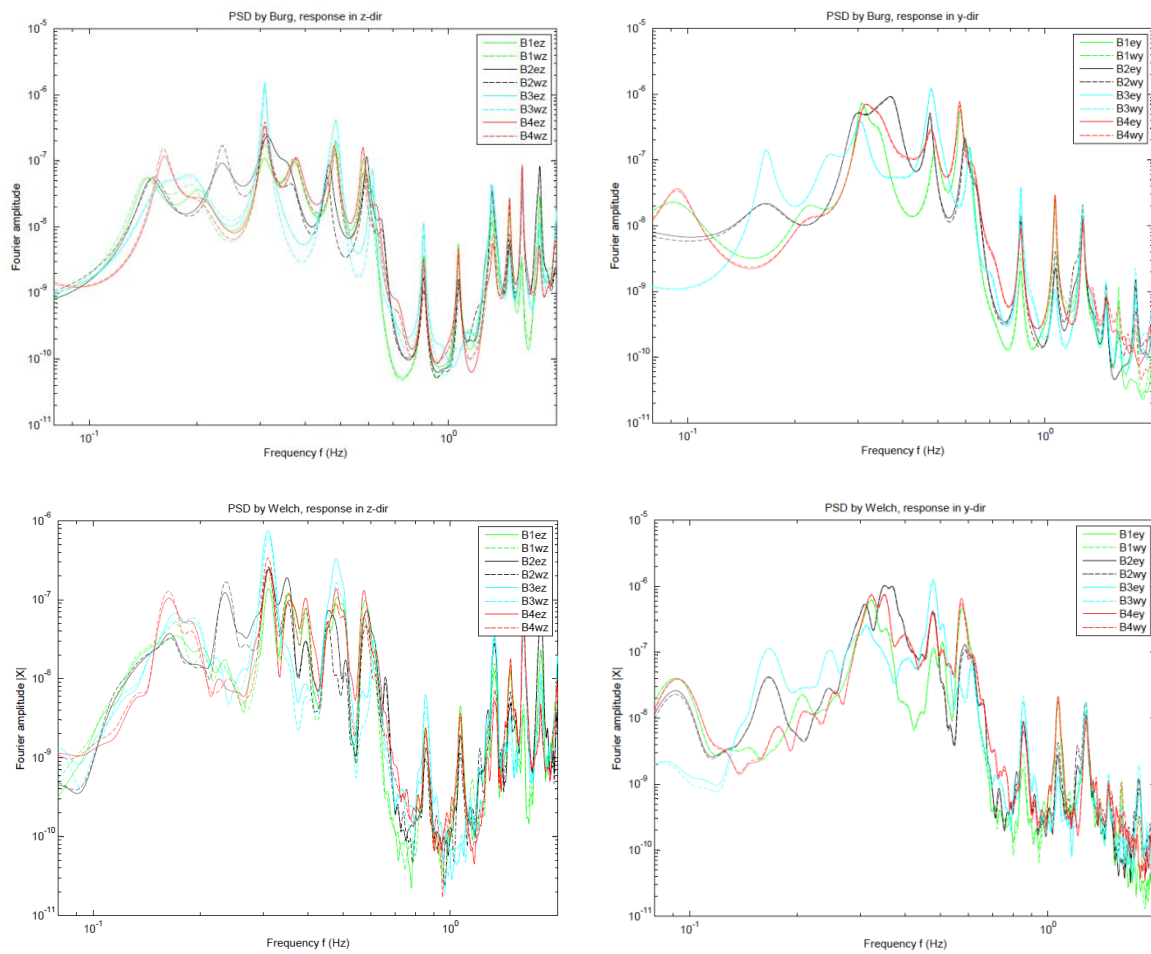 PSD by Burg, response in z-dir
10^-5
10^-6
10^-7
10^-8
10^-9
10^-10
10^-11
Fourier amplitude
B1ez
B1wz
B2ez
B2wz
B3ez
B3wz
B4ez
B4wz
10^-1
10^0
Frequency f (Hz)
PSD by Burg, response in y-dir
10^-5
10^-6
10^-7
10^-8
10^-9
10^-10
10^-11
Fourier amplitude
B1ey
B1wy
B2ey
B2wy
B3ey
B3wy
B4ey
B4wy
10^-1
10^0
Frequency f (Hz)
PSD by Welch, response in z-dir
10^-6
10^-7
10^-8
10^-9
10^-10
10^-11
Fourier amplitude |X|
B1ez
B1wz
B2ez
B2wz
B3ez
B3wz
B4ez
B4wz
10^-1
10^0
Frequency f (Hz)
PSD by Welch, response in y-dir
10^-5
10^-6
10^-7
10^-8
10^-9
10^-10
10^-11
Fourier amplitude |X|
B1ey
B1wy
B2ey
B2wy
B3ey
B3wy
B4ey
B4wy
10^-1
10^0
Frequency f (Hz)